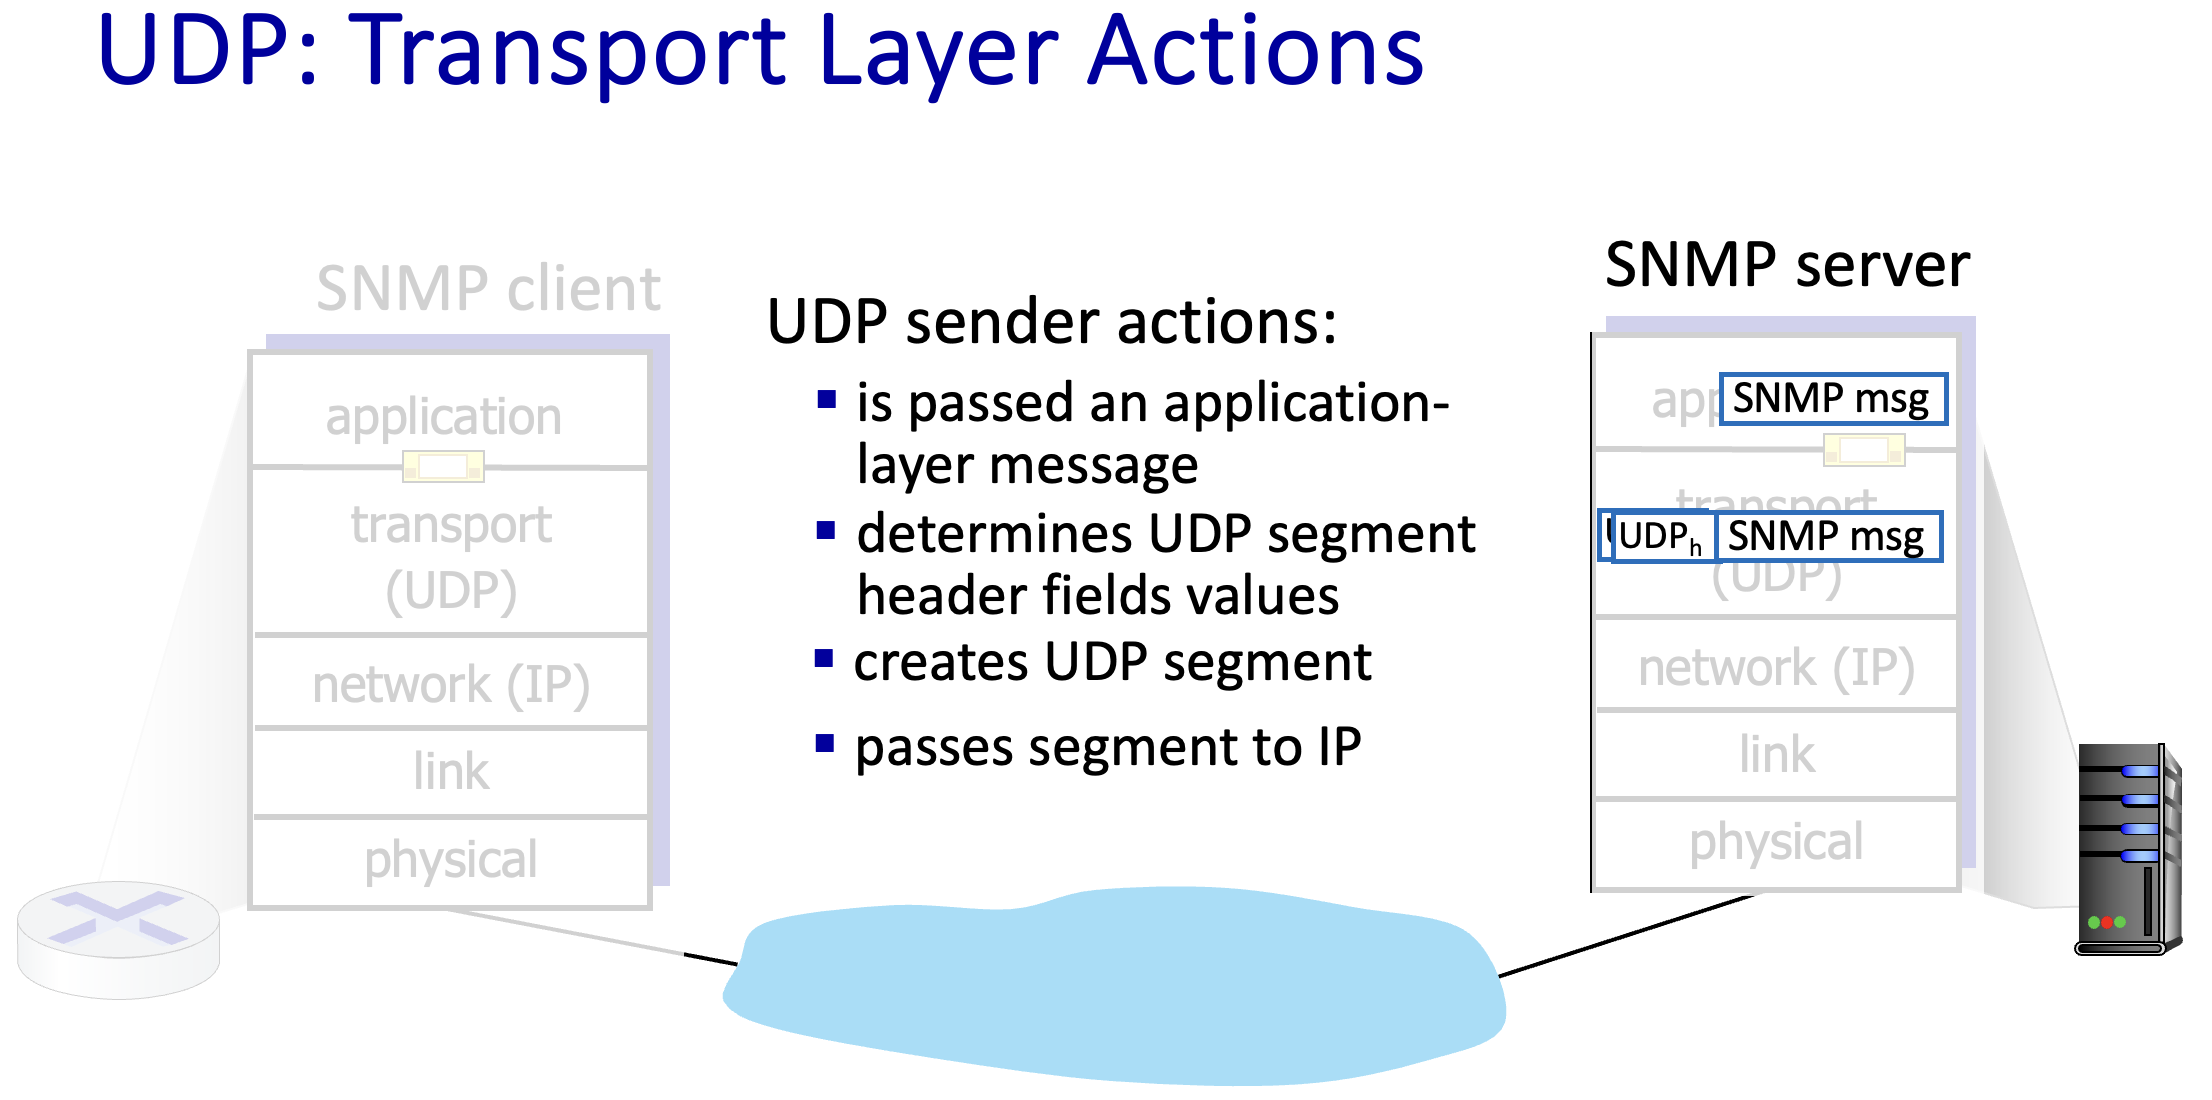 UDP: Transport Layer Actions
SNMP client
application
transport
(UDP)
network (IP)
link
physical
UDP sender actions:
is passed an application-
layer message
determines UDP segment
header fields values
creates UDP segment
passes segment to IP
SNMP server
SNMP msg
transport
UDPh SNMP msg
(UDP)
network (IP)
link
physical